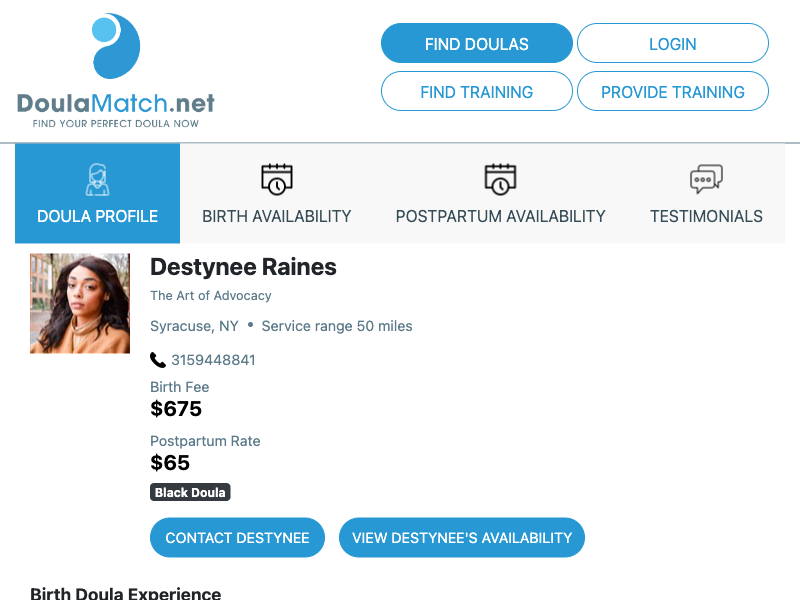 DoulaMatch.net
FIND YOUR PERFECT DOULA NOW
FIND DOULAS
LOGIN
FIND TRAINING
PROVIDE TRAINING
DOULA PROFILE
BIRTH AVAILABILITY
POSTPARTUM AVAILABILITY
TESTIMONIALS
Destynee Raines
The Art of Advocacy
Syracuse, NY • Service range 50 miles
3159448841
Birth Fee
$675
Postpartum Rate
$65
Black Doula
CONTACT DESTYNEE
VIEW DESTYNEE'S AVAILABILITY
Birth Doula Experience